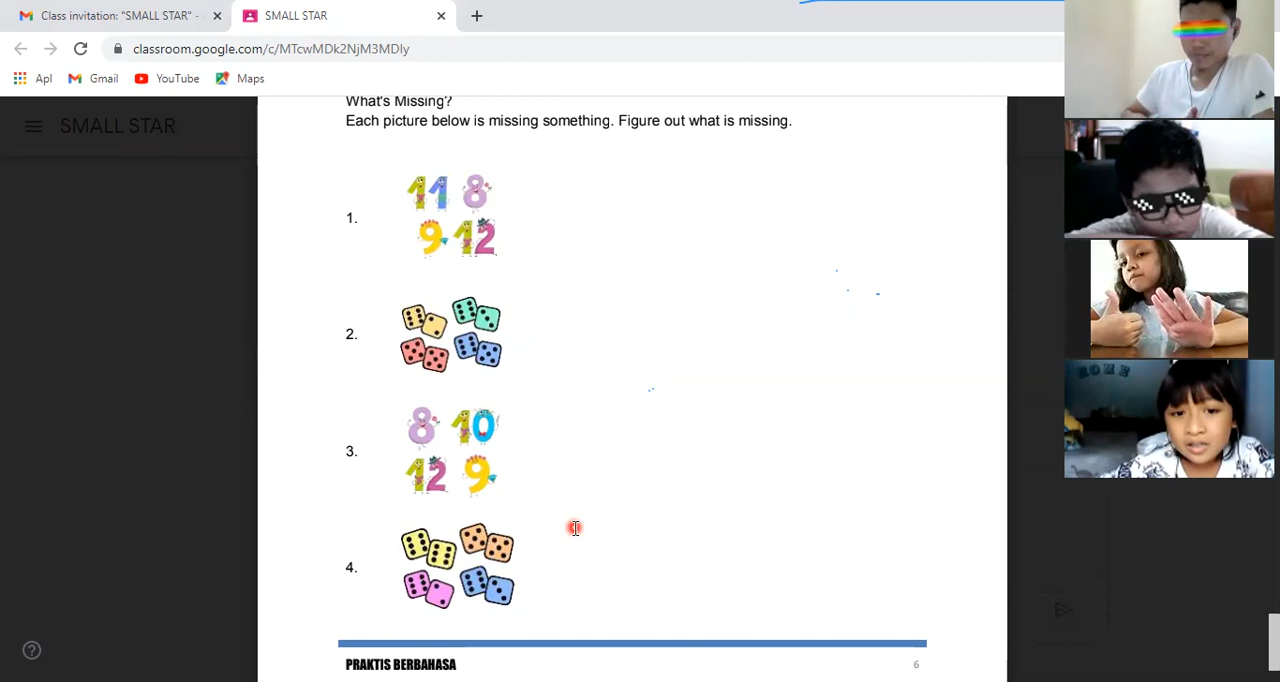 Class invitation: "SMALL STAR" -
SMALL STAR
classroom.google.com/c/MTcwMDk2NjM3MDIy
Apl Gmail YouTube Maps
SMALL STAR
What's Missing?
Each picture below is missing something. Figure out what is missing.
1.
11 8
9 12
2.
3.
8 10
12 9
4.
PRAKTIS BERBAHASA
6
HOME